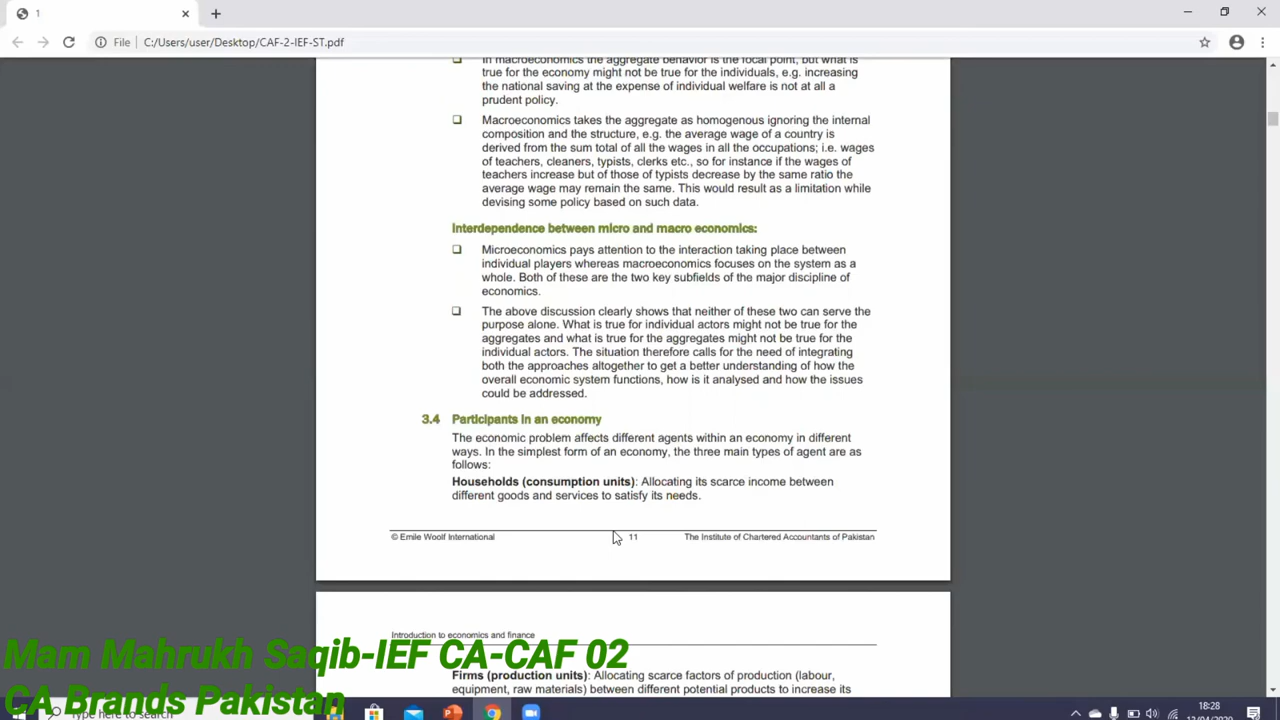 1
File
C:/Users/user/Desktop/CAF-2-IEF-ST.pdf
In macroeconomics the aggregate behavior is the focal point, but what is
true for the economy might not be true for the individuals, e.g. increasing
the national saving at the expense of individual welfare is not at all a
prudent policy.
Macroeconomics takes the aggregate as homogenous ignoring the internal
composition and the structure, e.g. the average wage of a country is
derived from the sum total of all the wages in all the occupations; i.e. wages
of teachers, cleaners, typists, clerks etc., so for instance if the wages of
teachers increase but of those of typists decrease by the same ratio the
average wage may remain the same. This would result as a limitation while
devising some policy based on such data.
Interdependence between micro and macro economics:
Microeconomics pays attention to the interaction taking place between
individual players whereas macroeconomics focuses on the system as a
whole. Both of these are the two key subfields of the major discipline of
economics.
The above discussion clearly shows that neither of these two can serve the
purpose alone. What is true for individual actors might not be true for the
aggregates and what is true for the aggregates might not be true for the
individual actors. The situation therefore calls for the need of integrating
both the approaches altogether to get a better understanding of how the
overall economic system functions, how is it analysed and how the issues
could be addressed.
3.4 Participants in an economy
The economic problem affects different agents within an economy in different
ways. In the simplest form of an economy, the three main types of agent are as
follows:
Households (consumption units): Allocating its scarce income between
different goods and services to satisfy its needs.
© Emile Woolf International 11 The Institute of Chartered Accountants of Pakistan
Introduction to economics and finance
Mam Mahrukh Saqib-IEF CA-CAF 02
Firms (production units): Allocating scarce factors of production (labour,
equipment, raw materials) between different potential products to increase its
CA Brands Pakistan
Type here to search
18:28
13/04/2020